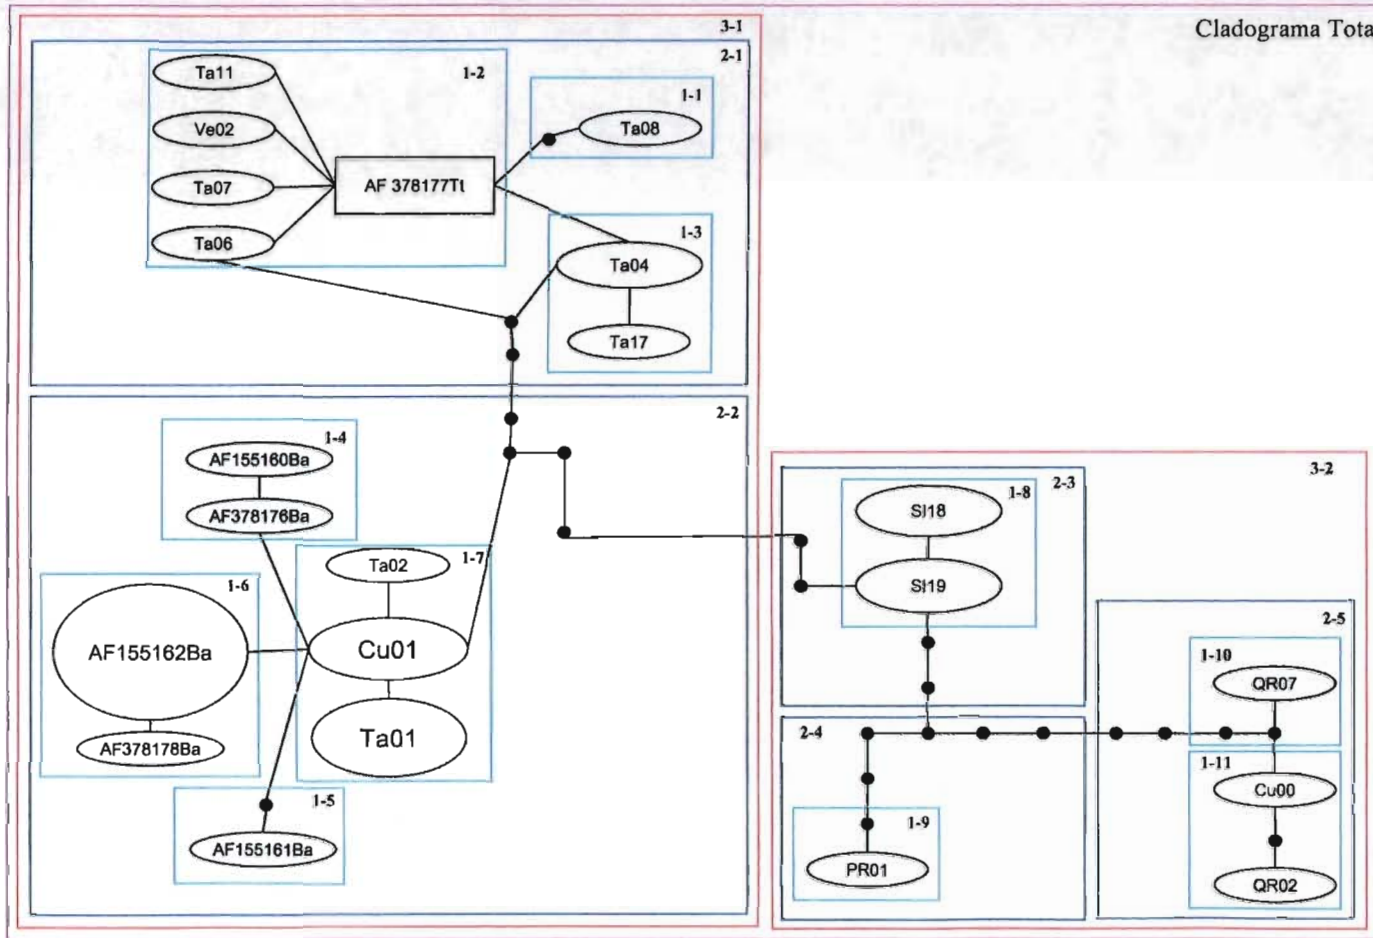 Cladograma Tota
3-1
2-1
1-2
Ta11
Ve02
Ta07
Ta06
AF 378177Tt
1-1
Ta08
1-3
Ta04
Ta17
2-2
1-4
AF155160Ba
AF378176Ba
1-6
AF155162Ba
AF378178Ba
1-7
Ta02
Cu01
Ta01
1-5
AF155161Ba
3-2
2-3
1-8
SI18
SI19
2-4
1-9
PR01
2-5
1-10
QR07
1-11
Cu00
QR02